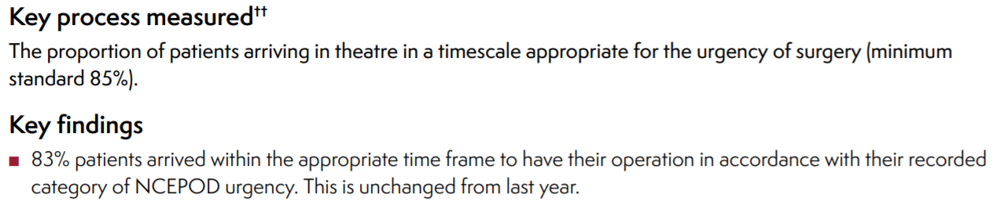 Key process measured††
The proportion of patients arriving in theatre in a timescale appropriate for the urgency of surgery (minimum
standard 85%).
Key findings
■ 83% patients arrived within the appropriate time frame to have their operation in accordance with their recorded
category of NCEPOD urgency. This is unchanged from last year.